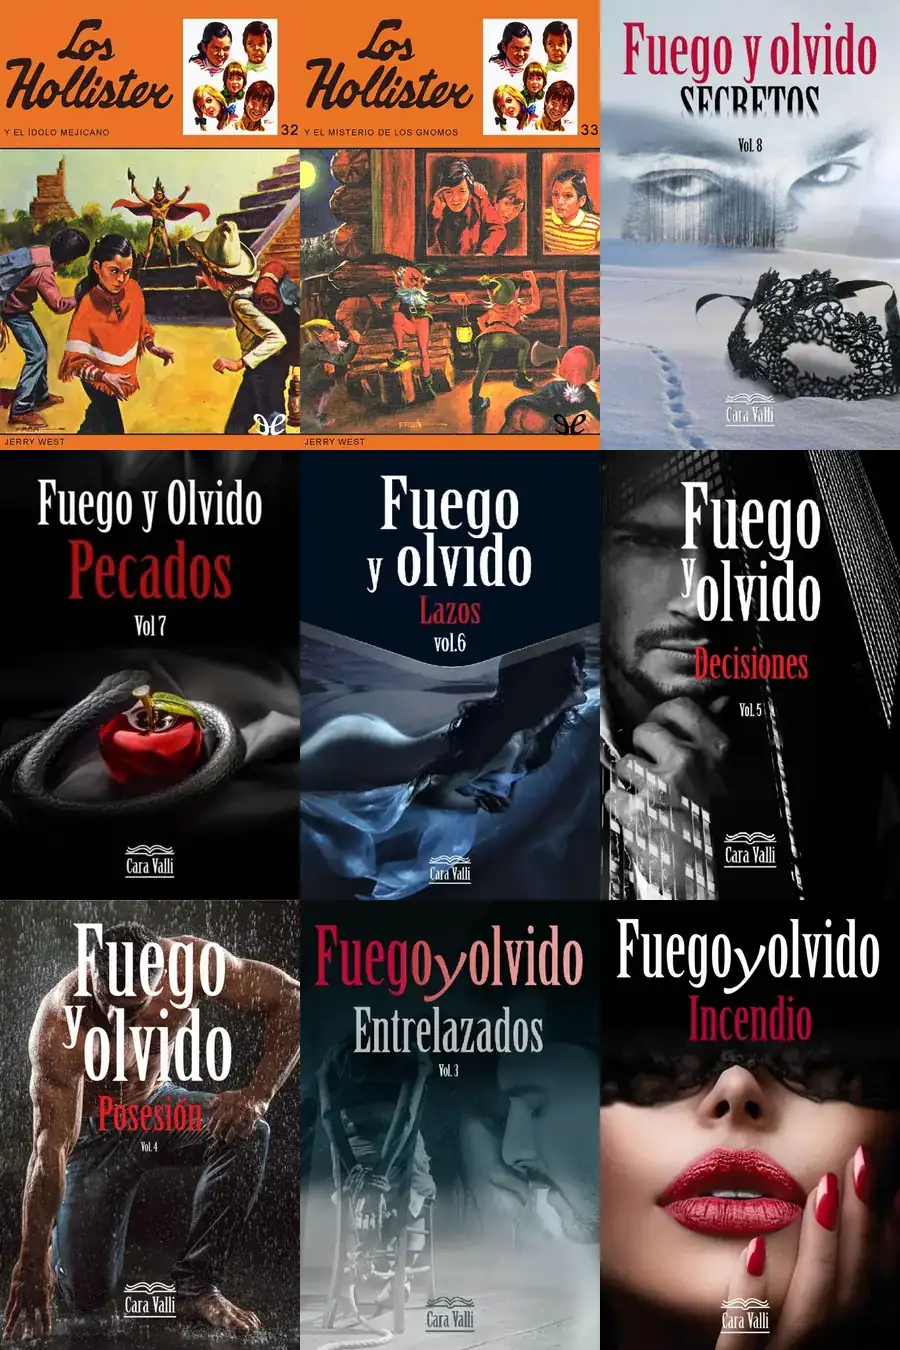 Los
Hollister
Y EL ÍDOLO MEJICANO
32
JERRY WEST
Los
Hollister
Y EL MISTERIO DE LOS GNOMOS
33
JERRY WEST
Fuego y olvido
SECRETOS
Vol. 8
Cara Valli
Fuego y Olvido
Pecados
Vol 7
Cara Valli
Fuego
y olvido
Lazos
vol.6
Cara Valli
Fuego
y olvido
Decisiones
Vol. 5
Cara Valli
Fuego
y olvido
Posesión
Vol. 4
Cara Valli
Fuego y olvido
Entrelazados
Vol. 3
Cara Valli
Fuego y olvido
Incendio
Cara Valli